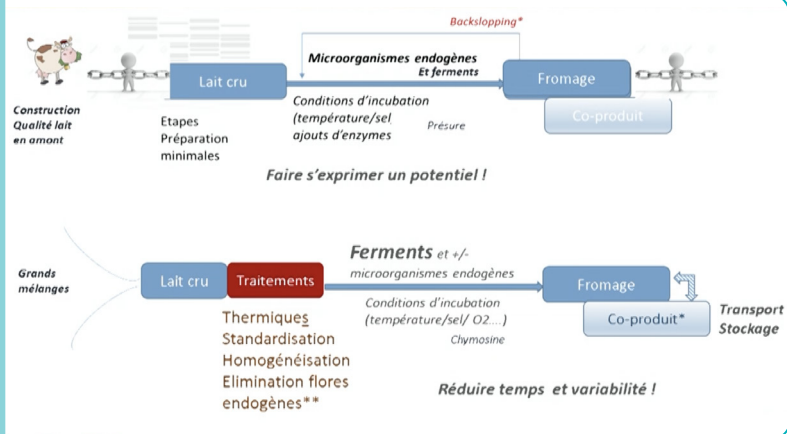 Backslopping*
Microorganismes endogènes
Et ferments
Lait cru
Fromage
Construction
Qualité lait
en amont
Etapes
Préparation
minimales
Conditions d'incubation
(température/sel
ajouts d'enzymes
Présure
Co-produit
Faire s'exprimer un potentiel !
Grands
mélanges
Lait cru
Traitements
Ferments et +/-
microorganismes endogènes
Fromage
Thermiques
Standardisation
Homogénéisation
Elimination flores
endogènes**
Conditions d'incubation
(température/sel/ O2....)
Chymosine
Co-produit*
Transport
Stockage
Réduire temps et variabilité !